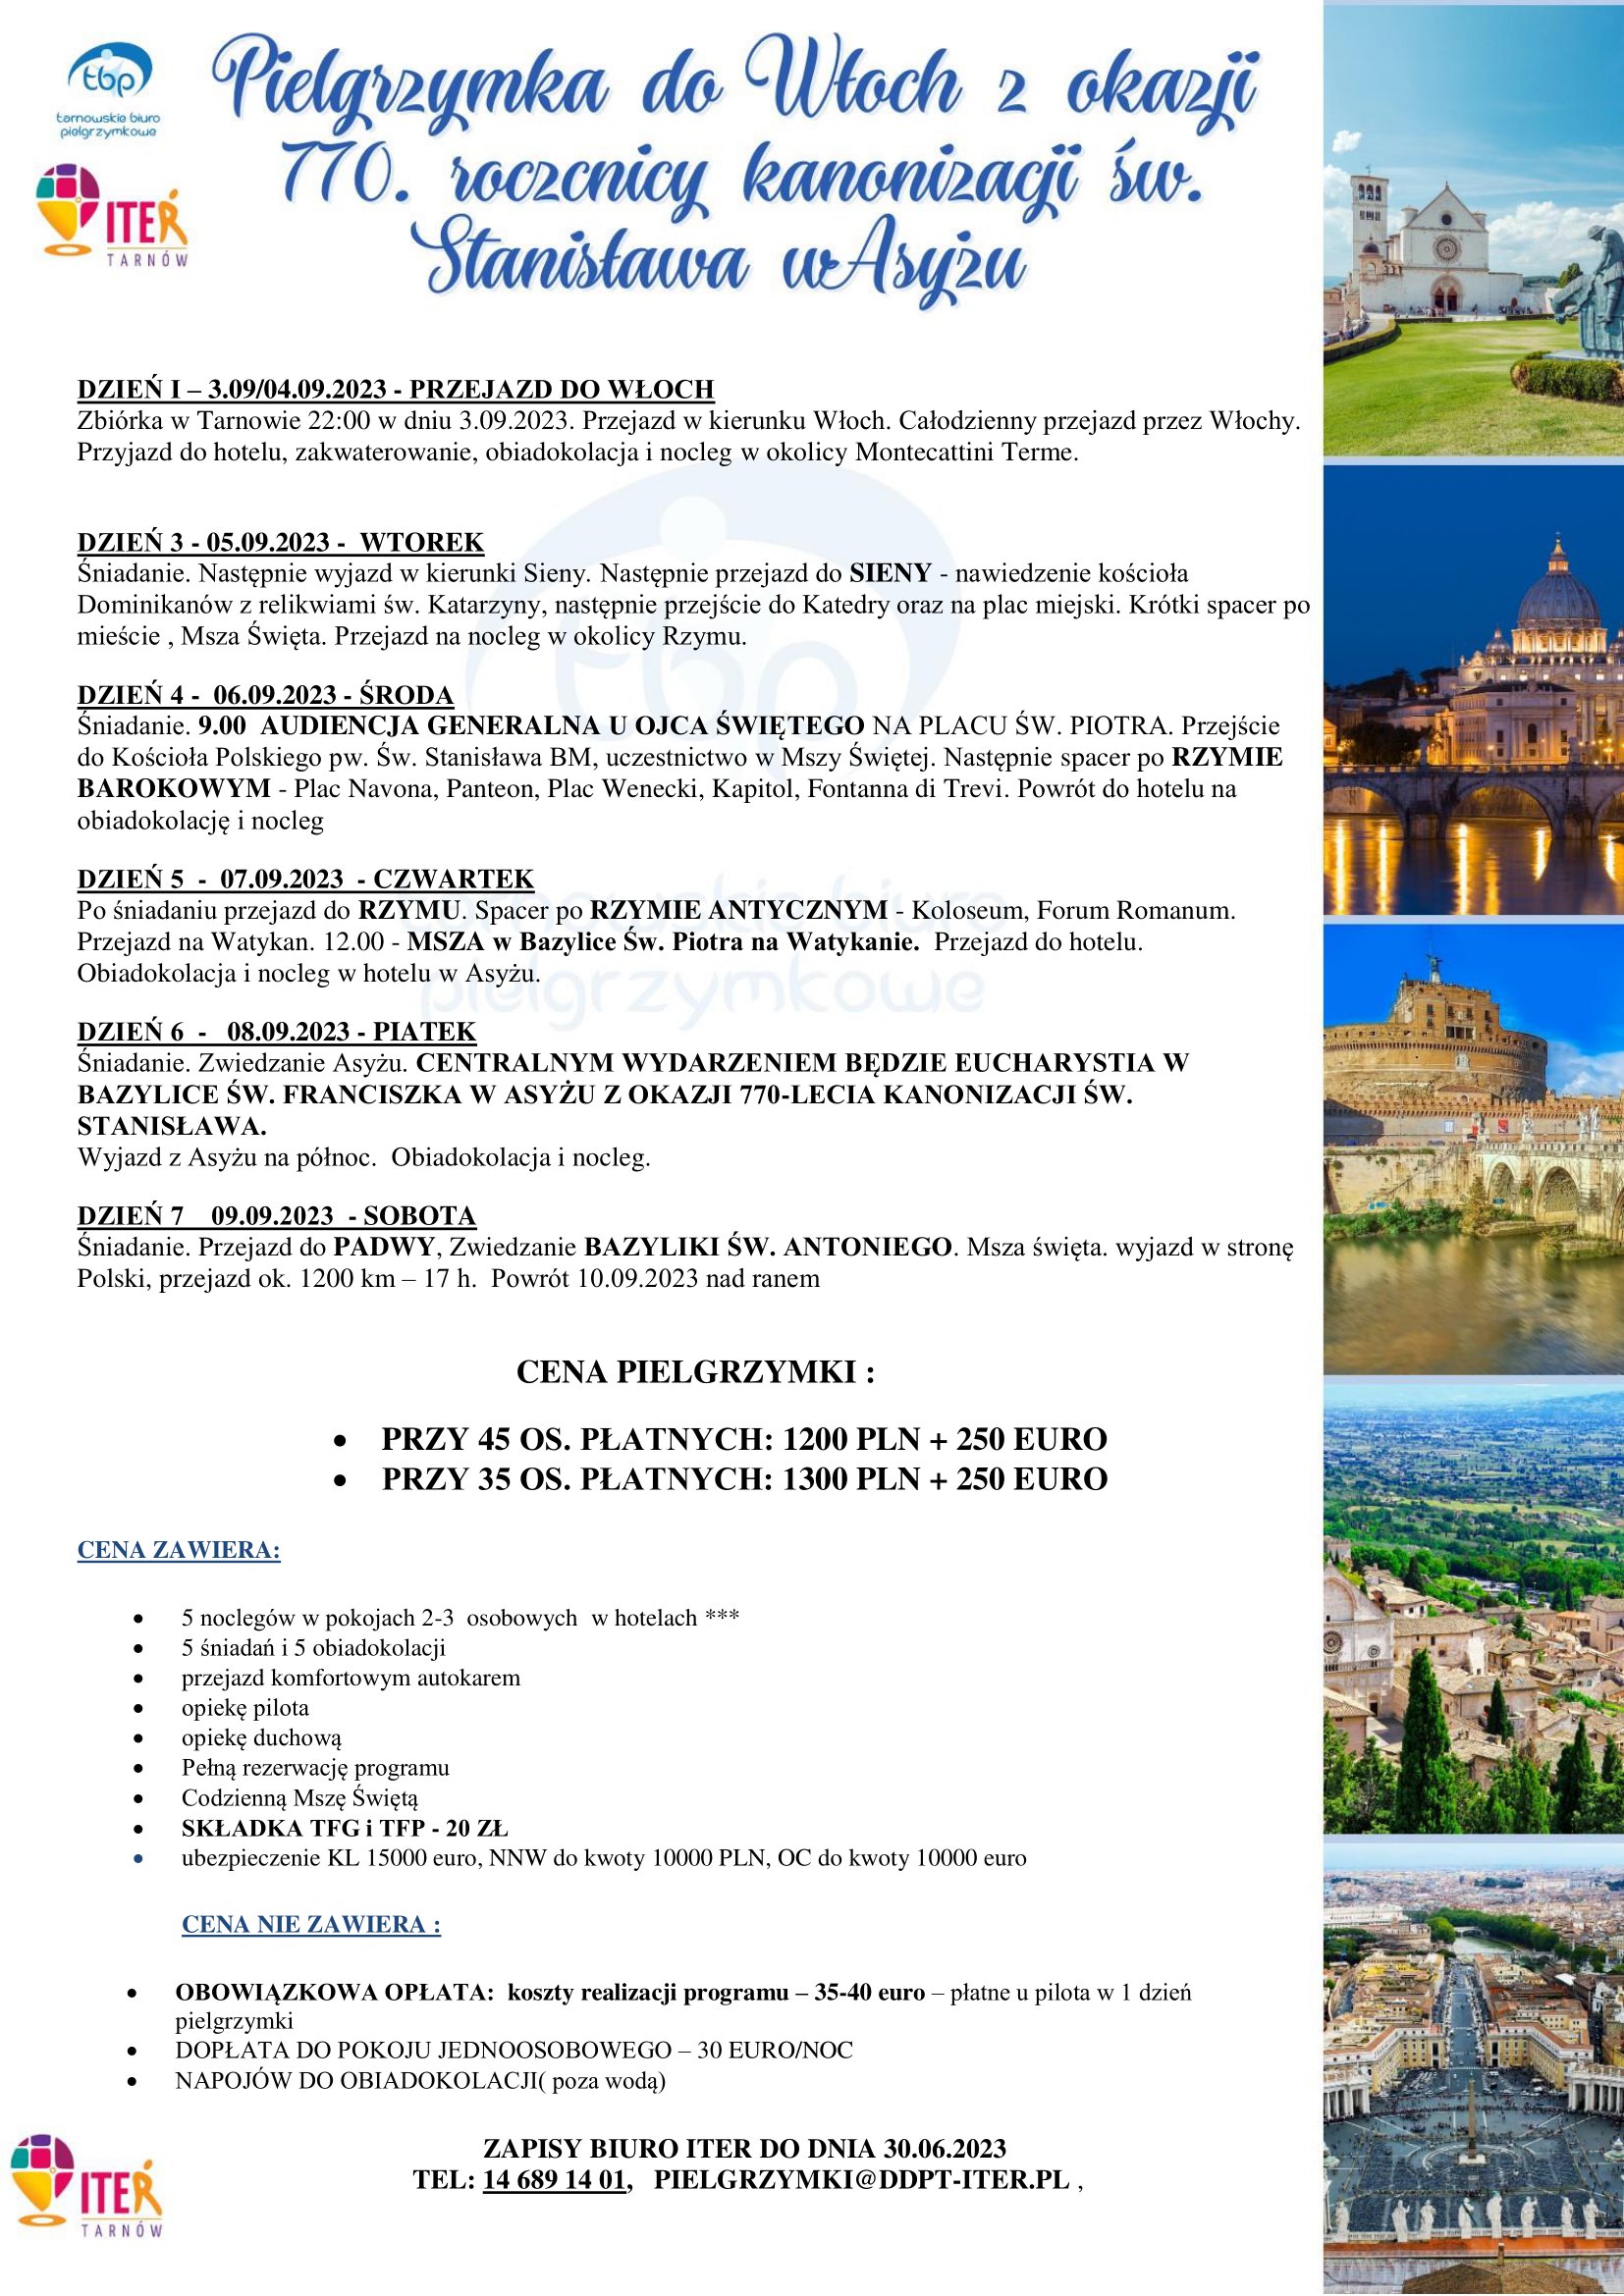 tbp
tarnowskie biuro
pielgrzymkowe
ITER
TARNÓW
Pielgrzymka do Włoch z okazji
770. roczcnicy kanonizacji św.
Stanisława w Asyżu
DZIEŃ I – 3.09/04.09.2023 - PRZEJAZD DO WŁOCH
Zbiórka w Tarnowie 22:00 w dniu 3.09.2023. Przejazd w kierunku Włoch. Całodzienny przejazd przez Włochy.
Przyjazd do hotelu, zakwaterowanie, obiadokolacja i nocleg w okolicy Montecattini Terme.
DZIEŃ 3 - 05.09.2023 - WTOREK
Śniadanie. Następnie wyjazd w kierunki Sieny. Następnie przejazd do SIENY - nawiedzenie kościoła
Dominikanów z relikwiami św. Katarzyny, następnie przejście do Katedry oraz na plac miejski. Krótki spacer po
mieście , Msza Święta. Przejazd na nocleg w okolicy Rzymu.
DZIEŃ 4 - 06.09.2023 - ŚRODA
Śniadanie. 9.00 AUDIENCJA GENERALNA U OJCA ŚWIĘTEGO NA PLACU ŚW. PIOTRA. Przejście
do Kościoła Polskiego pw. Św. Stanisława BM, uczestnictwo w Mszy Świętej. Następnie spacer po RZYMIE
BAROKOWYM - Plac Navona, Panteon, Plac Wenecki, Kapitol, Fontanna di Trevi. Powrót do hotelu na
obiadokolację i nocleg
DZIEŃ 5 - 07.09.2023 - CZWARTEK
Po śniadaniu przejazd do RZYMU. Spacer po RZYMIE ANTYCZNYM - Koloseum, Forum Romanum.
Przejazd na Watykan. 12.00 - MSZA w Bazylice Św. Piotra na Watykanie. Przejazd do hotelu.
Obiadokolacja i nocleg w hotelu w Asyżu.
tbp
tarnowskie biuro
pielgrzymkowe
DZIEŃ 6 - 08.09.2023 - PIATEK
Śniadanie. Zwiedzanie Asyżu. CENTRALNYM WYDARZENIEM BĘDZIE EUCHARYSTIA W
BAZYLICE ŚW. FRANCISZKA W ASYŻU Z OKAZJI 770-LECIA KANONIZACJI ŚW.
STANISŁAWA.
Wyjazd z Asyżu na północ. Obiadokolacja i nocleg.
DZIEŃ 7 09.09.2023 - SOBOTA
Śniadanie. Przejazd do PADWY, Zwiedzanie BAZYLIKI ŚW. ANTONIEGO. Msza święta. wyjazd w stronę
Polski, przejazd ok. 1200 km – 17 h. Powrót 10.09.2023 nad ranem
CENA PIELGRZYMKI :
• PRZY 45 OS. PŁATNYCH: 1200 PLN + 250 EURO
• PRZY 35 OS. PŁATNYCH: 1300 PLN + 250 EURO
CENA ZAWIERA:
• 5 noclegów w pokojach 2-3 osobowych w hotelach ***
• 5 śniadań i 5 obiadokolacji
• przejazd komfortowym autokarem
• opiekę pilota
• opiekę duchową
• Pełną rezerwację programu
• Codzienną Mszę Świętą
• SKŁADKA TFG i TFP - 20 ZŁ
• ubezpieczenie KL 15000 euro, NNW do kwoty 10000 PLN, OC do kwoty 10000 euro
CENA NIE ZAWIERA :
• OBOWIĄZKOWA OPŁATA: koszty realizacji programu – 35-40 euro – płatne u pilota w 1 dzień
pielgrzymki
• DOPŁATA DO POKOJU JEDNOOSOBOWEGO – 30 EURO/NOC
• NAPOJÓW DO OBIADOKOLACJI( poza wodą)
ZAPISY BIURO ITER DO DNIA 30.06.2023
TEL: 14 689 14 01, PIELGRZYMKI@DDPT-ITER.PL ,
ITER
TARNÓW